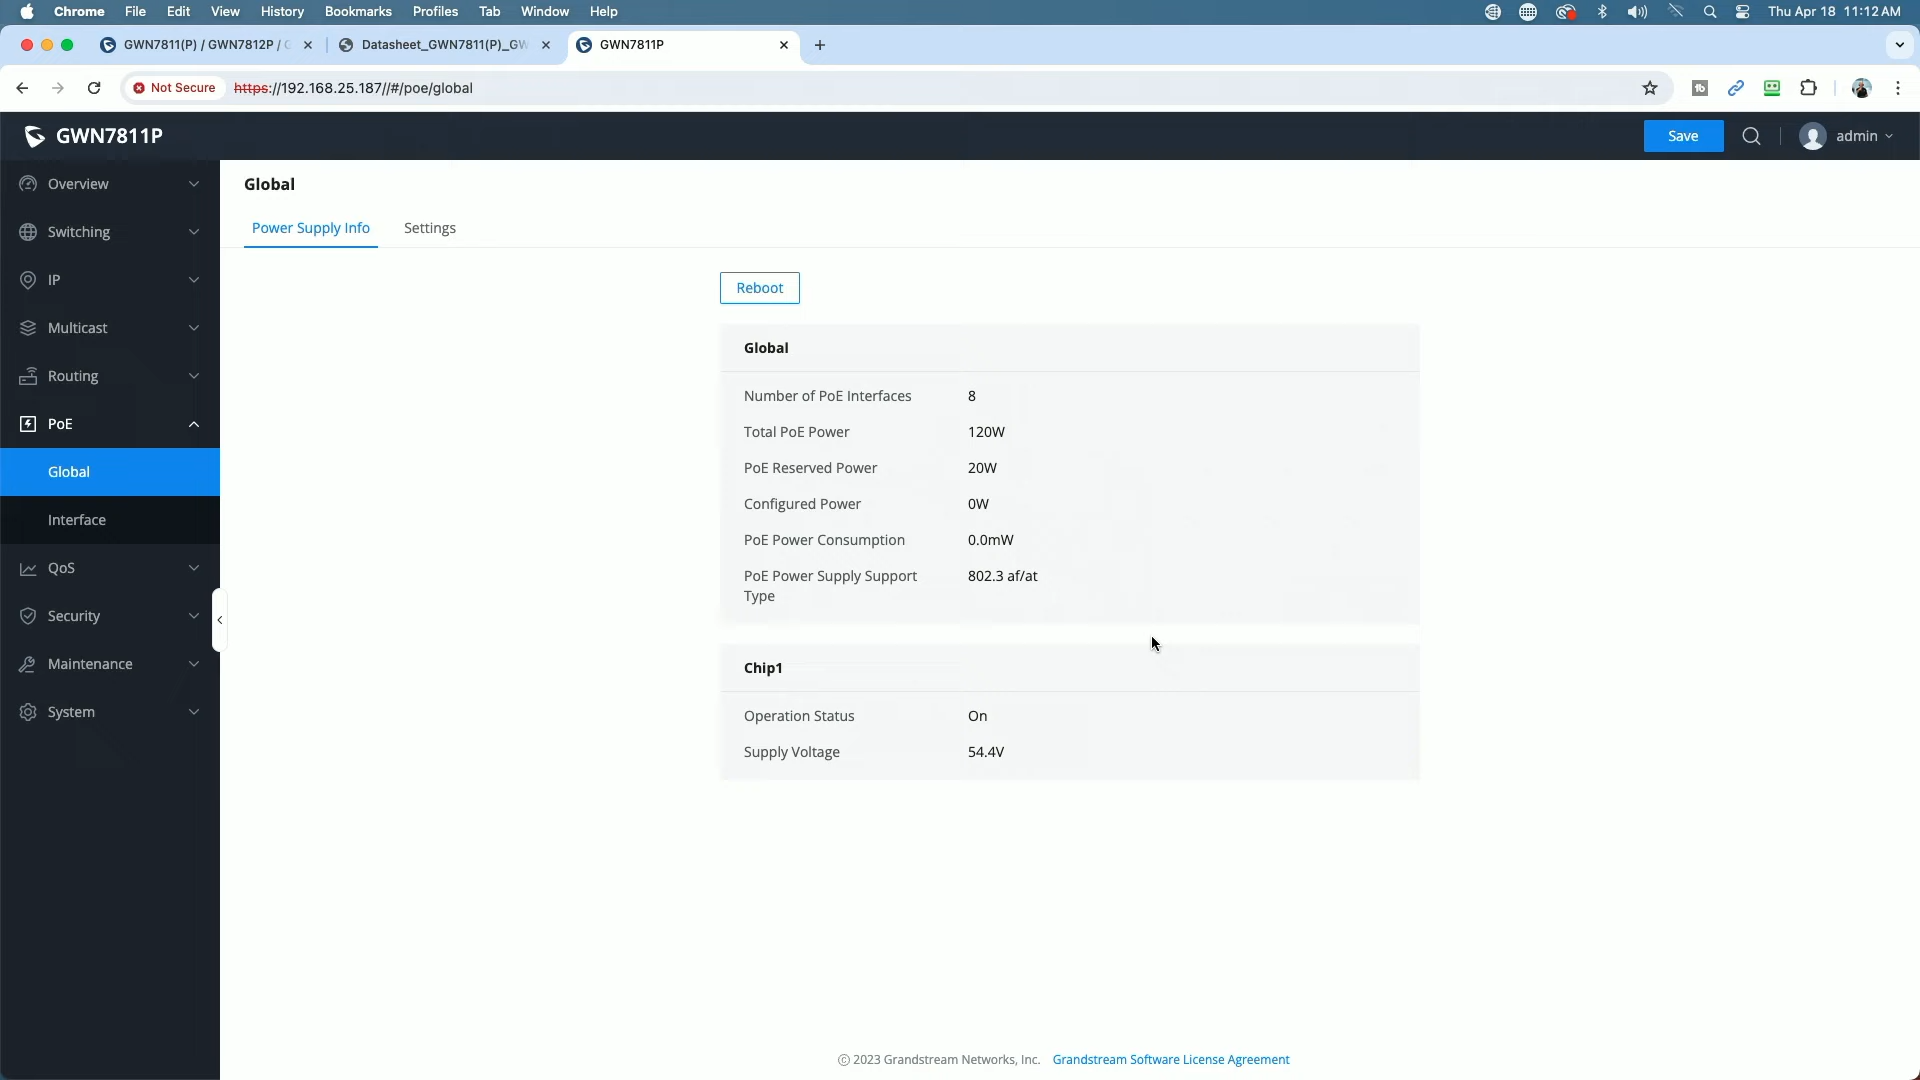 Chrome File Edit View History Bookmarks Profiles Tab Window Help Thu Apr 18 11:12 AM
GWN7811(P) / GWN7812P / G Datasheet_GWN7811(P)_GW GWN7811P
Not Secure https://192.168.25.187//#/poe/global
GWN7811P Save admin
Overview
Switching
IP
Multicast
Routing
PoE
Global
Interface
QoS
Security
Maintenance
System
Global
Power Supply Info Settings
Reboot
Global
Number of PoE Interfaces 8
Total PoE Power 120W
PoE Reserved Power 20W
Configured Power 0W
PoE Power Consumption 0.0mW
PoE Power Supply Support 802.3 af/at
Type
Chip1
Operation Status On
Supply Voltage 54.4V
© 2023 Grandstream Networks, Inc. Grandstream Software License Agreement